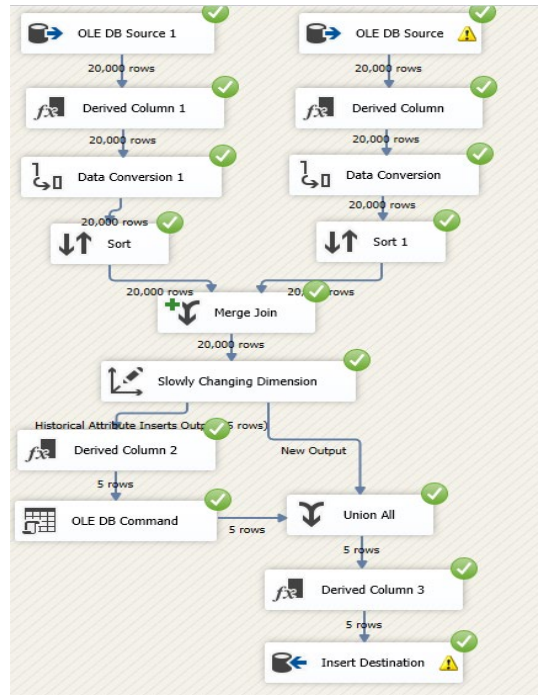 OLE DB Source 1
OLE DB Source
20,000 rows
20,000 rows
Derived Column 1
Derived Column
20,000 rows
20,000 rows
Data Conversion 1
Data Conversion
20,000 rows
20,000 rows
Sort
Sort 1
20,000 rows
20, rows
Merge Join
20,000 rows
Slowly Changing Dimension
Historical Attribute Inserts Outp 5 rows)
Derived Column 2
New Output
5 rows
OLE DB Command
5 rows
Union All
5 rows
Derived Column 3
5 rows
Insert Destination